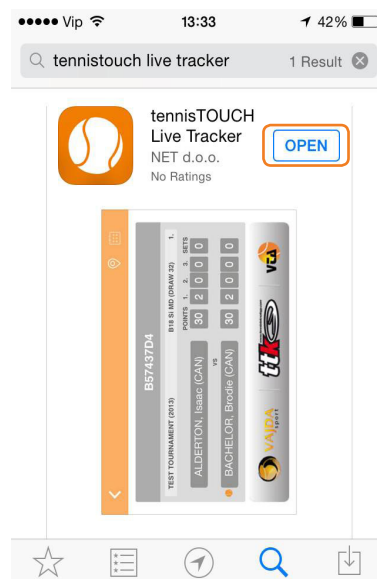 Vip 13:33 42%
tennistouch live tracker 1 Result
tennisTOUCH
Live Tracker
NET d.o.o.
No Ratings
OPEN
B57437D4
TEST TOURNAMENT (2013) B18 Si MD (DRAW 32) 1.
POINTS 1. 2. 3. SETS
ALDERTON, Isaac (CAN) 30 2 0 0 0
vs
BACHELOR, Brodie (CAN) 30 2 0 0 0
VAJDA
sport
ttk